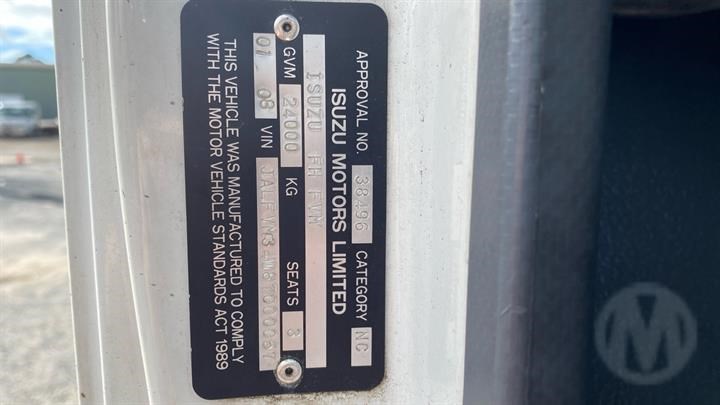 APPROVAL NO. 38496 CATEGORY NC
ISUZU MOTORS LIMITED
ISUZU FH FVM
GVM 24000 KG SEATS 3
01 08 VIN
THIS VEHICLE WAS MANUFACTURED TO COMPLY
WITH THE MOTOR VEHICLE STANDARDS ACT 1989
M